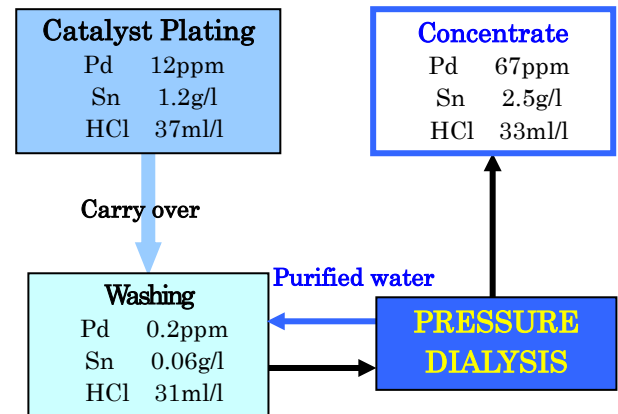 Catalyst Plating
Pd 12ppm
Sn 1.2g/l
HCl 37ml/l
Concentrate
Pd 67ppm
Sn 2.5g/l
HCl 33ml/l
Carry over
Purified water
Washing
Pd 0.2ppm
Sn 0.06g/l
HCl 31ml/l
PRESSURE
DIALYSIS